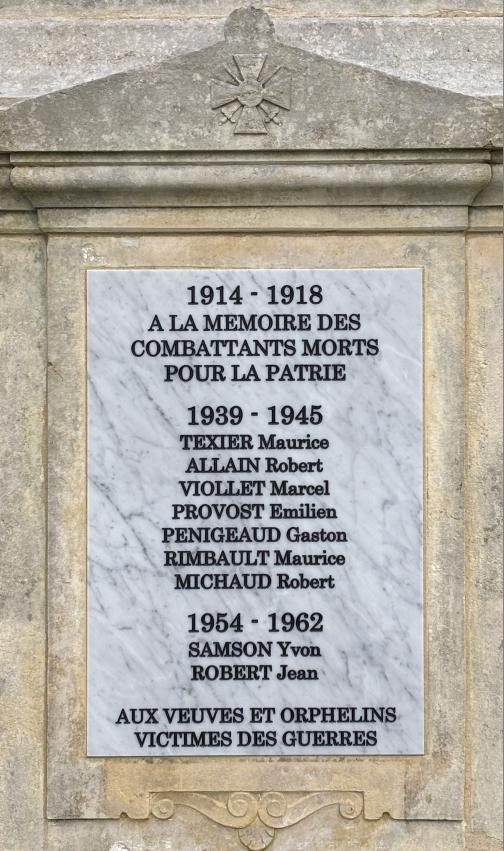 1914 - 1918
A LA MEMOIRE DES
COMBATTANTS MORTS
POUR LA PATRIE
1939 - 1945
TEXIER Maurice
ALLAIN Robert
VIOLLET Marcel
PROVOST Emilien
PENIGEAUD Gaston
RIMBAULT Maurice
MICHAUD Robert
1954 - 1962
SAMSON Yvon
ROBERT Jean
AUX VEUVES ET ORPHELINS
VICTIMES DES GUERRES